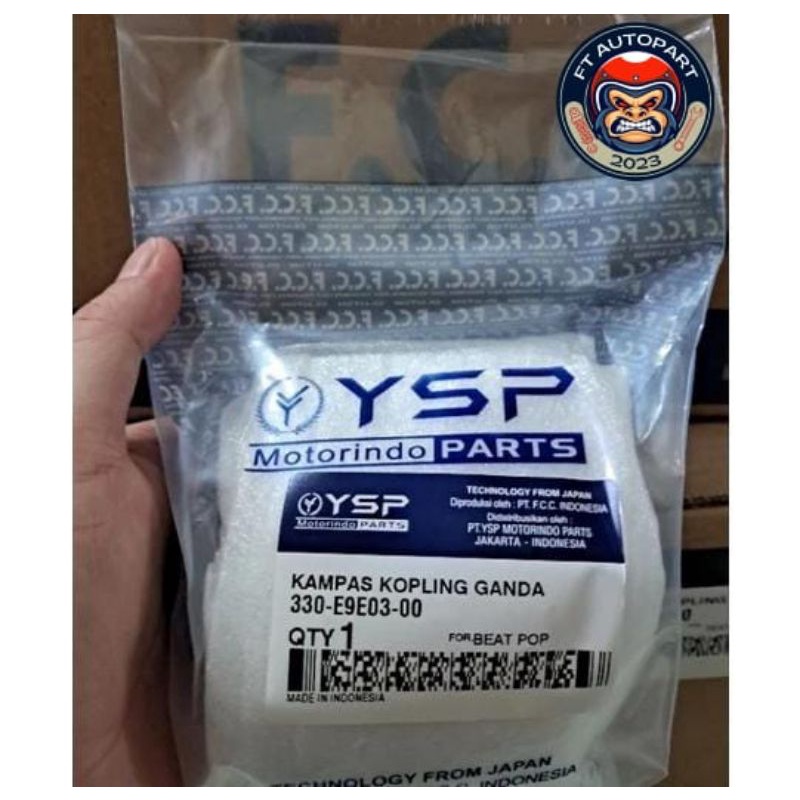 FT AUTOPART
2023
F.C.C.
F.C.C. F.C.C. F.C.C. F.C.C. F.C.C. F.C.C.
YSP
Motorindo PARTS
YSP
Motorindo PARTS
TECHNOLOGY FROM JAPAN
Diproduksi oleh : PT. F.C.C. INDONESIA
Didistribusikan oleh :
PT.YSP MOTORINDO PARTS
JAKARTA - INDONESIA
KAMPAS KOPLING GANDA
330-E9E03-00
QTY 1
FOR BEAT POP
MADE IN INDONESIA
TECHNOLOGY FROM JAPAN
INDONESIA